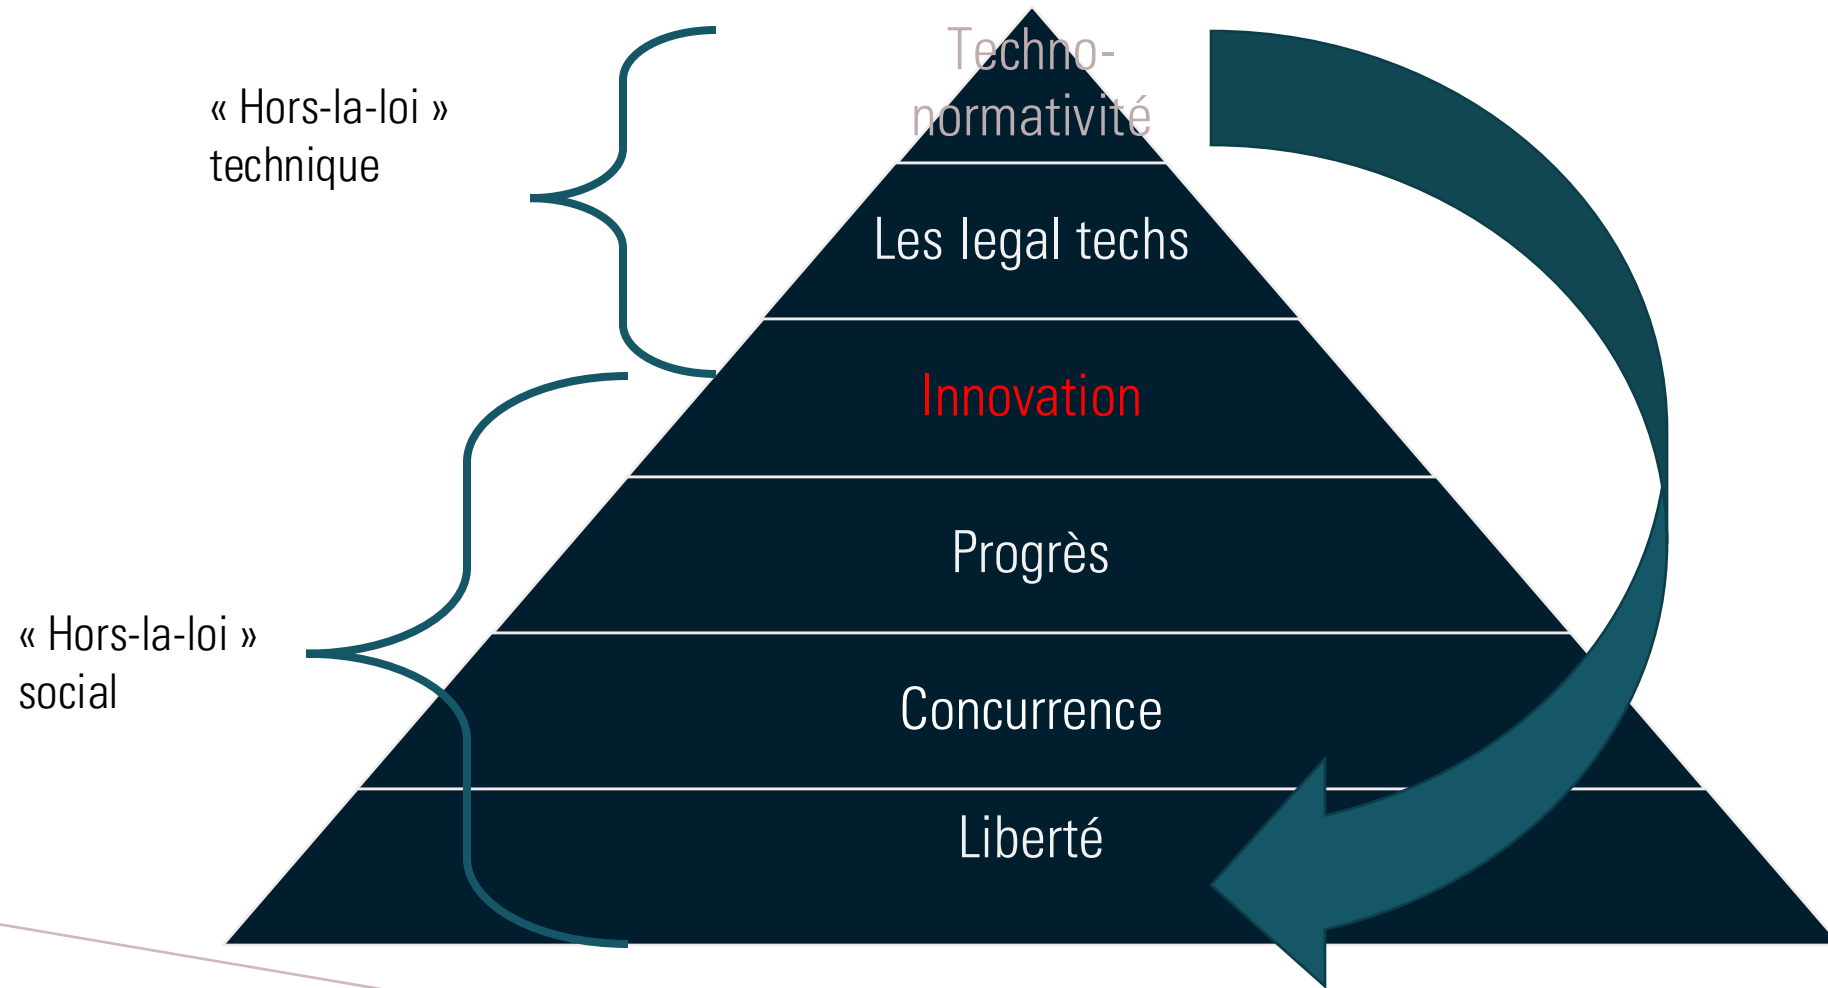 Techno-
normativité
« Hors-la-loi »
technique
Les legal techs
Innovation
Progrès
« Hors-la-loi »
social
Concurrence
Liberté